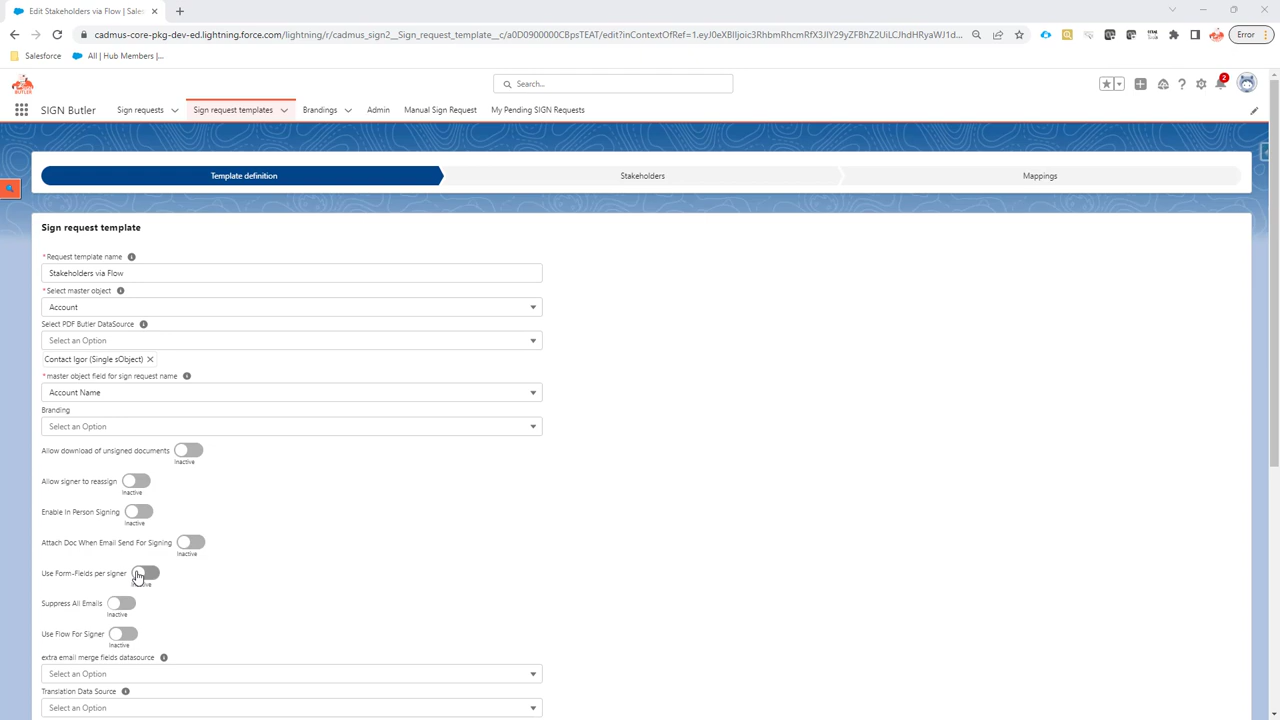 Edit Stakeholders via Flow | Sales
cadmus-core-pkg-dev-ed.lightning.force.com/lightning/r/cadmus_sign2__Sign_request_template__c/a0D0900000CBpsTEAT/edit?inContextOfRef=1.eyJ0eXBlIjoic3RhbmRhcmRfX3JlY29yZFBhZ2UiLCJhdHRyaWJ1d...
Error
Salesforce
All | Hub Members |...
BUTLER
Search...
2
SIGN Butler
Sign requests
Sign request templates
Brandings
Admin
Manual Sign Request
My Pending SIGN Requests
Template definition
Stakeholders
Mappings
Sign request template
*Request template name
Stakeholders via Flow
*Select master object
Account
Select PDF Butler DataSource
Select an Option
Contact Igor (Single sObject)
*master object field for sign request name
Account Name
Branding
Select an Option
Allow download of unsigned documents
Inactive
Allow signer to reassign
Inactive
Enable In Person Signing
Inactive
Attach Doc When Email Send For Signing
Inactive
Use Form-Fields per signer
Inactive
Suppress All Emails
Inactive
Use Flow For Signer
Inactive
extra email merge fields datasource
Select an Option
Translation Data Source
Select an Option